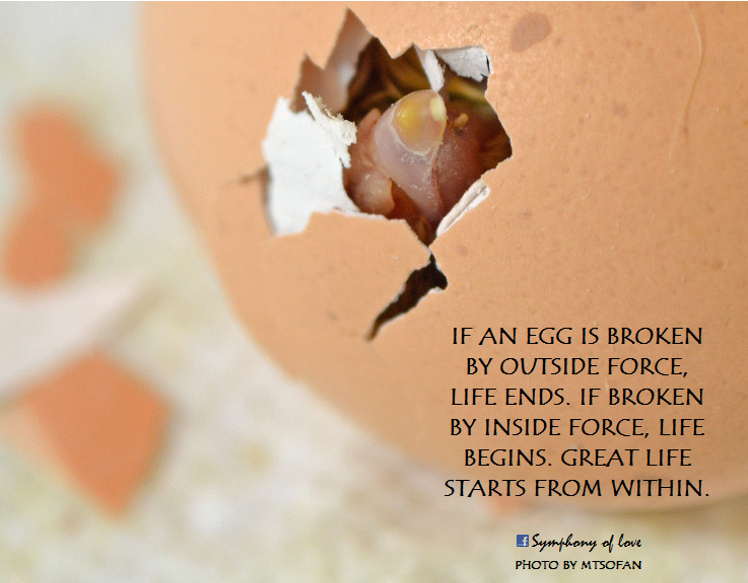 IF AN EGG IS BROKEN
BY OUTSIDE FORCE,
LIFE ENDS. IF BROKEN
BY INSIDE FORCE, LIFE
BEGINS. GREAT LIFE
STARTS FROM WITHIN.
f Symphony of love
PHOTO BY MTSOFAN